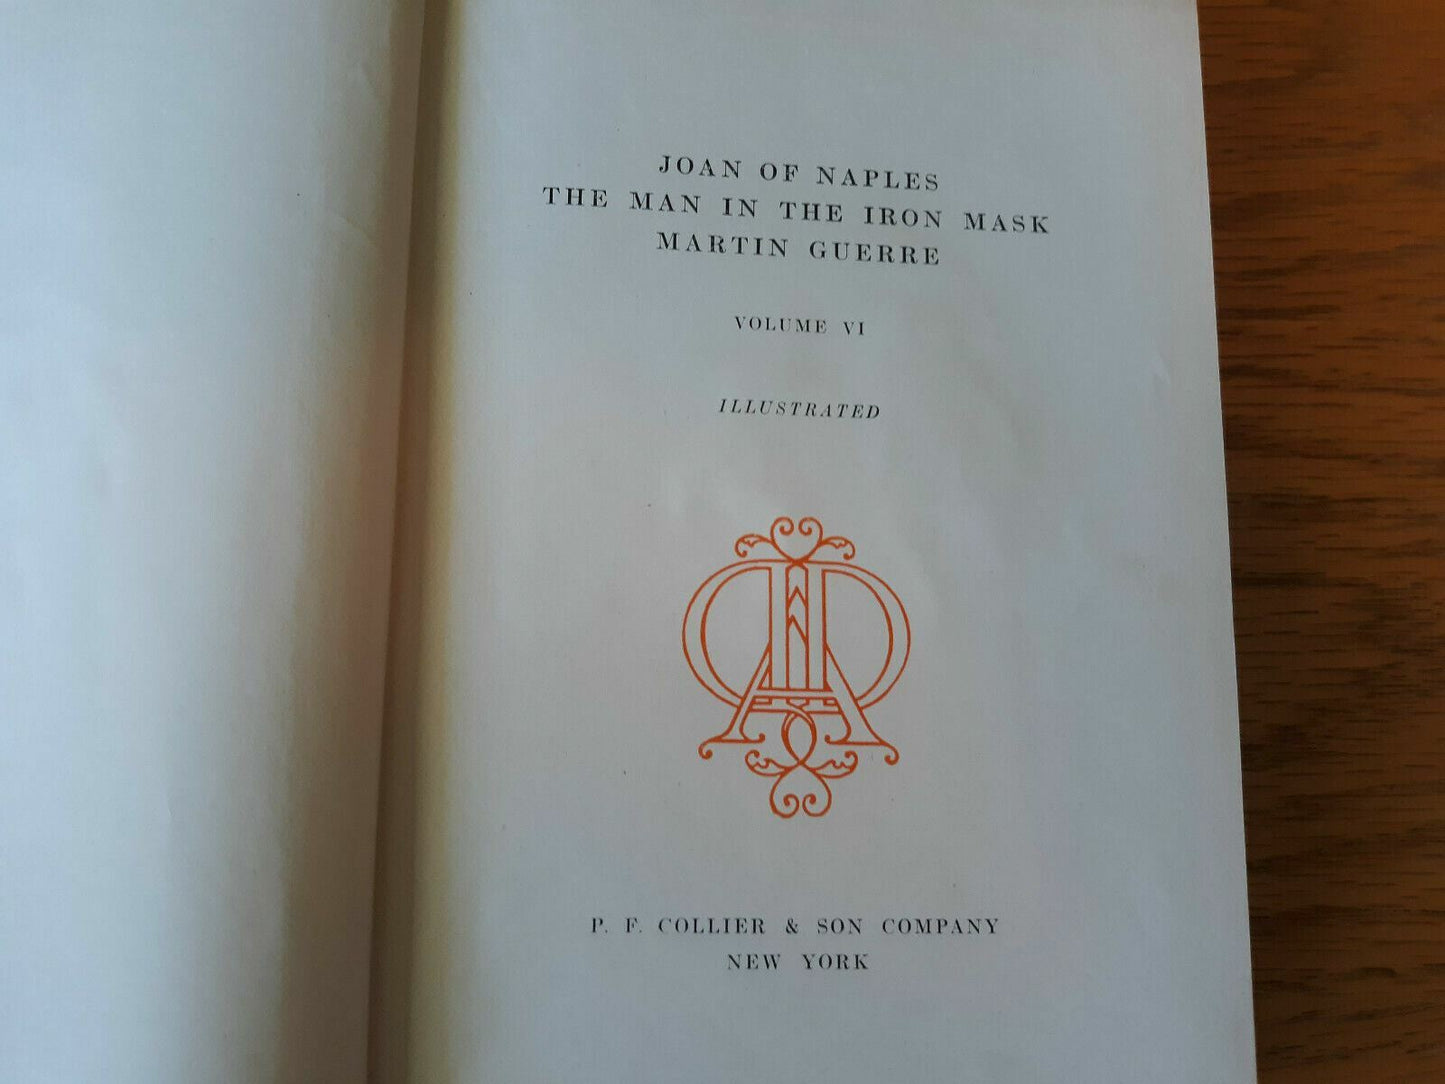 JOAN OF NAPLES
THE MAN IN THE IRON MASK
MARTIN GUERRE
VOLUME VI
ILLUSTRATED
P. F. COLLIER & SON COMPANY
NEW YORK